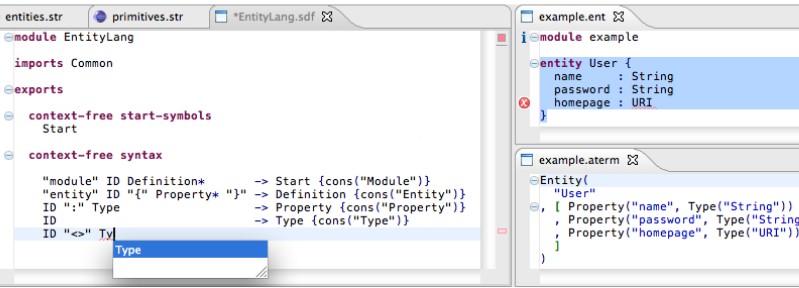 entities.str
primitives.str
*EntityLang.sdf
module EntityLang
imports Common
exports
context-free start-symbols
Start
context-free syntax
"module" ID Definition* -> Start {cons("Module")}
"entity" ID "{" Property* "}" -> Definition {cons("Entity")}
ID ":" Type -> Property {cons("Property")}
ID -> Type {cons("Type")}
ID "<>" Ty
Type
example.ent
module example
entity User {
name : String
password : String
homepage : URI
}
example.aterm
Entity(
"User"
, [ Property("name", Type("String"))
, Property("password", Type("String
, Property("homepage", Type("URI"))
]
)